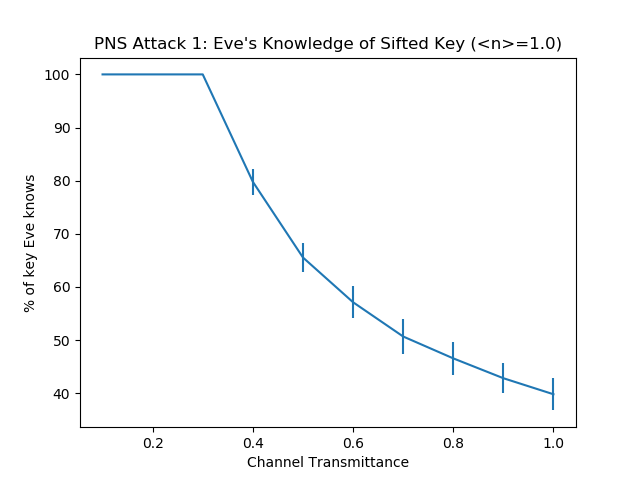 PNS Attack 1: Eve's Knowledge of Sifted Key (<n>=1.0)
100
90
80
70
60
50
40
% of key Eve knows
0.2 0.4 0.6 0.8 1.0
Channel Transmittance